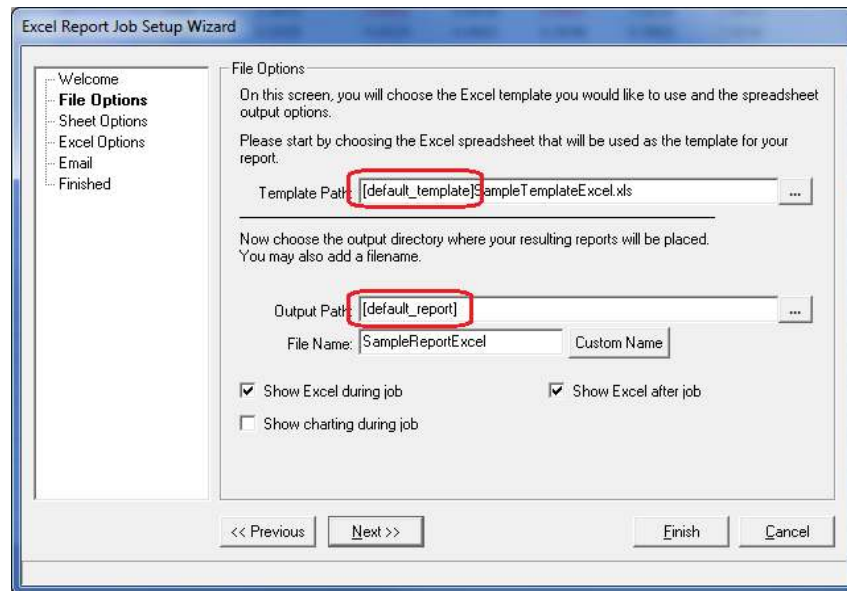 Excel Report Job Setup Wizard
Welcome
File Options
Sheet Options
Excel Options
Email
Finished
File Options
On this screen, you will choose the Excel template you would like to use and the spreadsheet
output options.
Please start by choosing the Excel spreadsheet that will be used as the template for your
report.
Template Path: [default_template]SampleTemplateExcel.xls ...
Now choose the output directory where your resulting reports will be placed.
You may also add a filename.
Output Path: [default_report] ...
File Name: SampleReportExcel Custom Name
Show Excel during job Show Excel after job
Show charting during job
<< Previous Next >> Finish Cancel